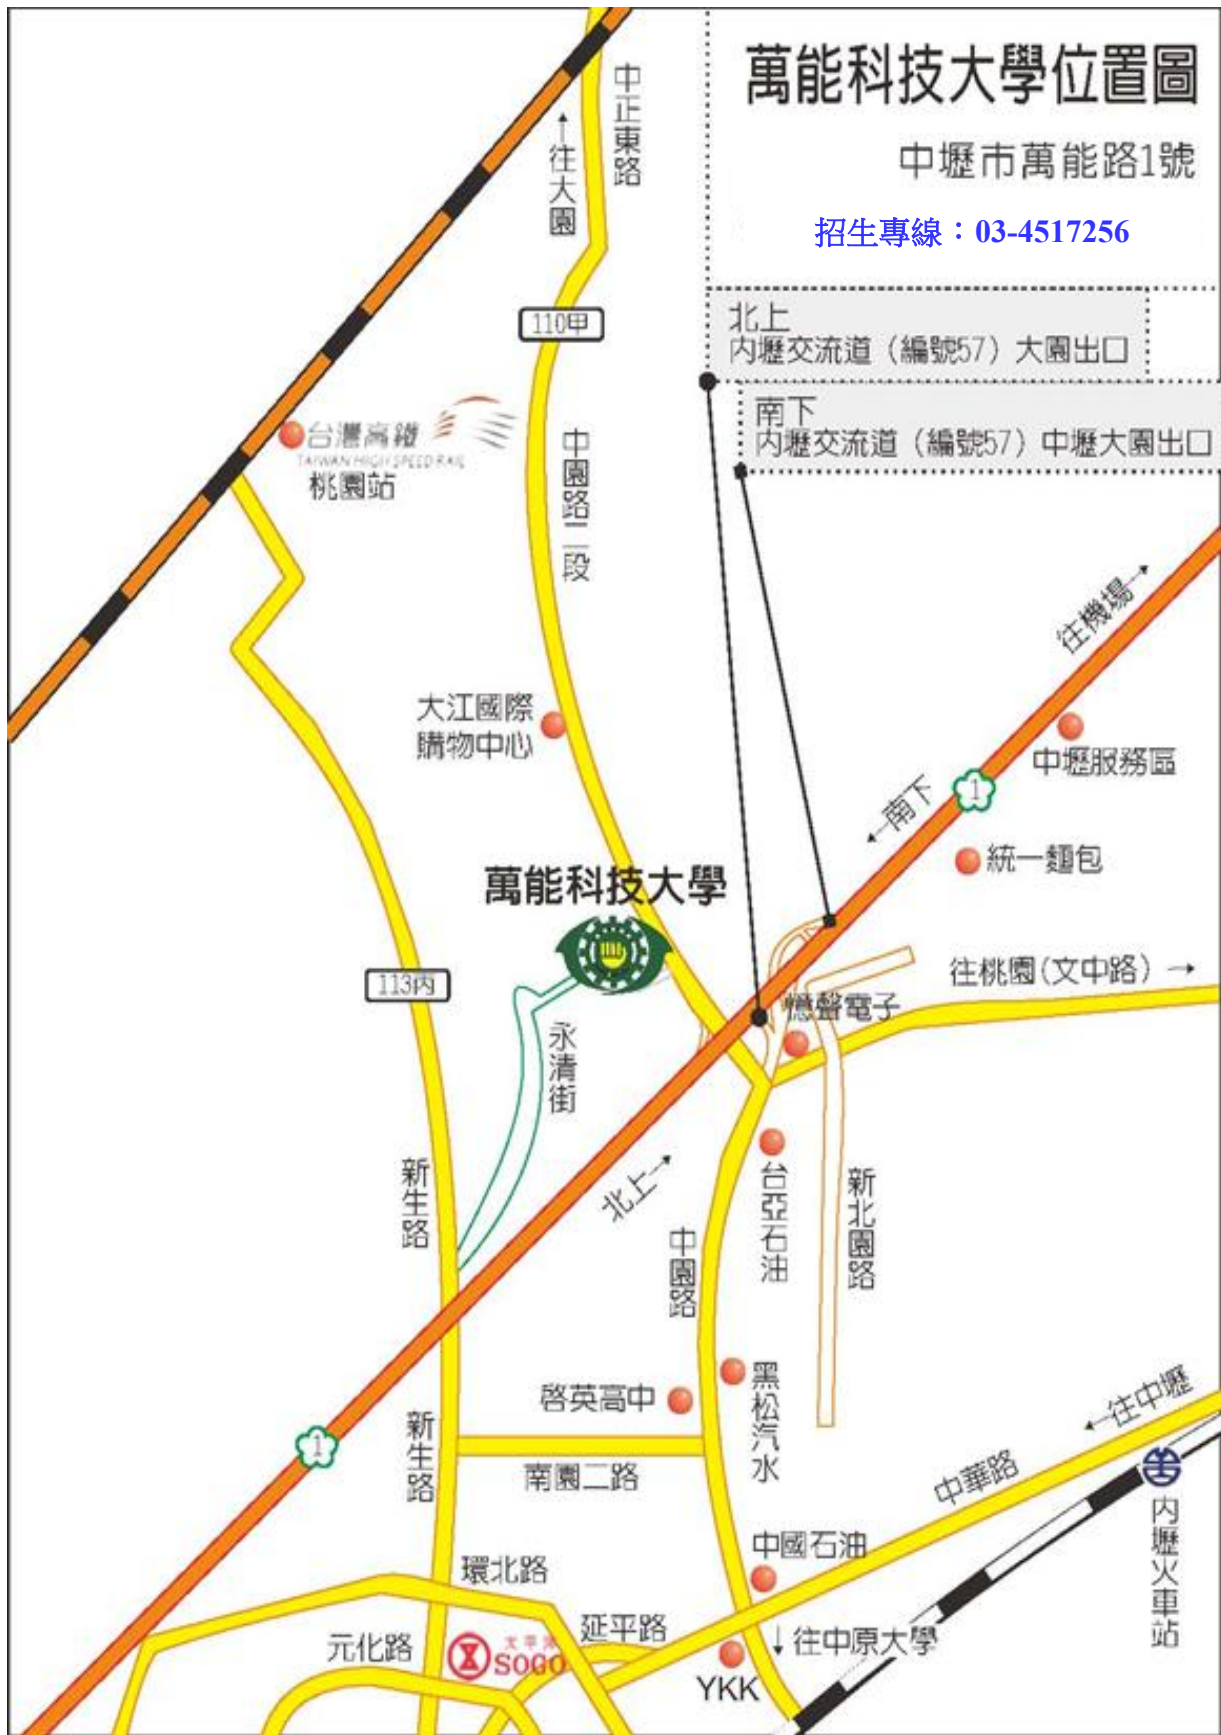 萬能科技大學位置圖
中壢市萬能路1號
招生專線：03-4517256
北上
內壢交流道（編號57）大園出口
南下
內壢交流道（編號57）中壢大園出口
中正東路
←往大園
110甲
台灣高鐵
TAIWAN HIGH SPEED RAIL
桃園站
中園路二段
往機場→
大江國際
購物中心
中壢服務區
1
←南下
統一麵包
萬能科技大學
往桃園(文中路) →
113內
憶聲電子
永清街
新生路
北上→
台亞石油
新北園路
中園路
啓英高中
黑松汽水
←往中壢
新生路
1
南園二路
中華路
內壢火車站
中國石油
環北路
延平路
元化路
太平洋
SOGO
↓往中原大學
YKK